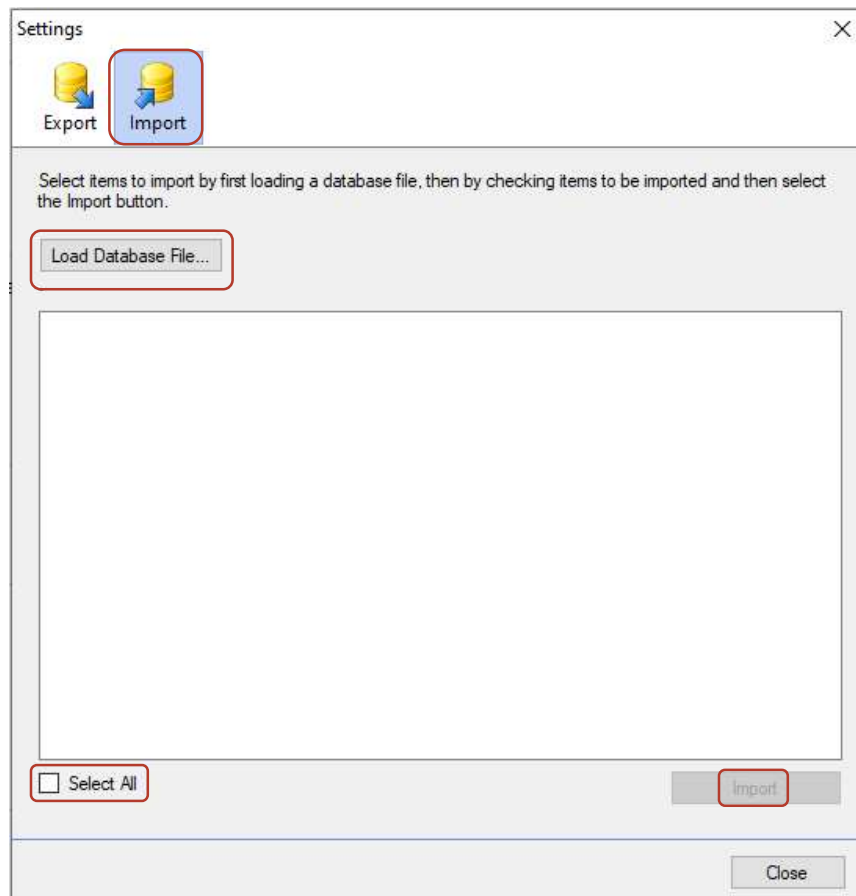 Settings
Export Import
Select items to import by first loading a database file, then by checking items to be imported and then select
the Import button.
Load Database File...
Select All
Import
Close